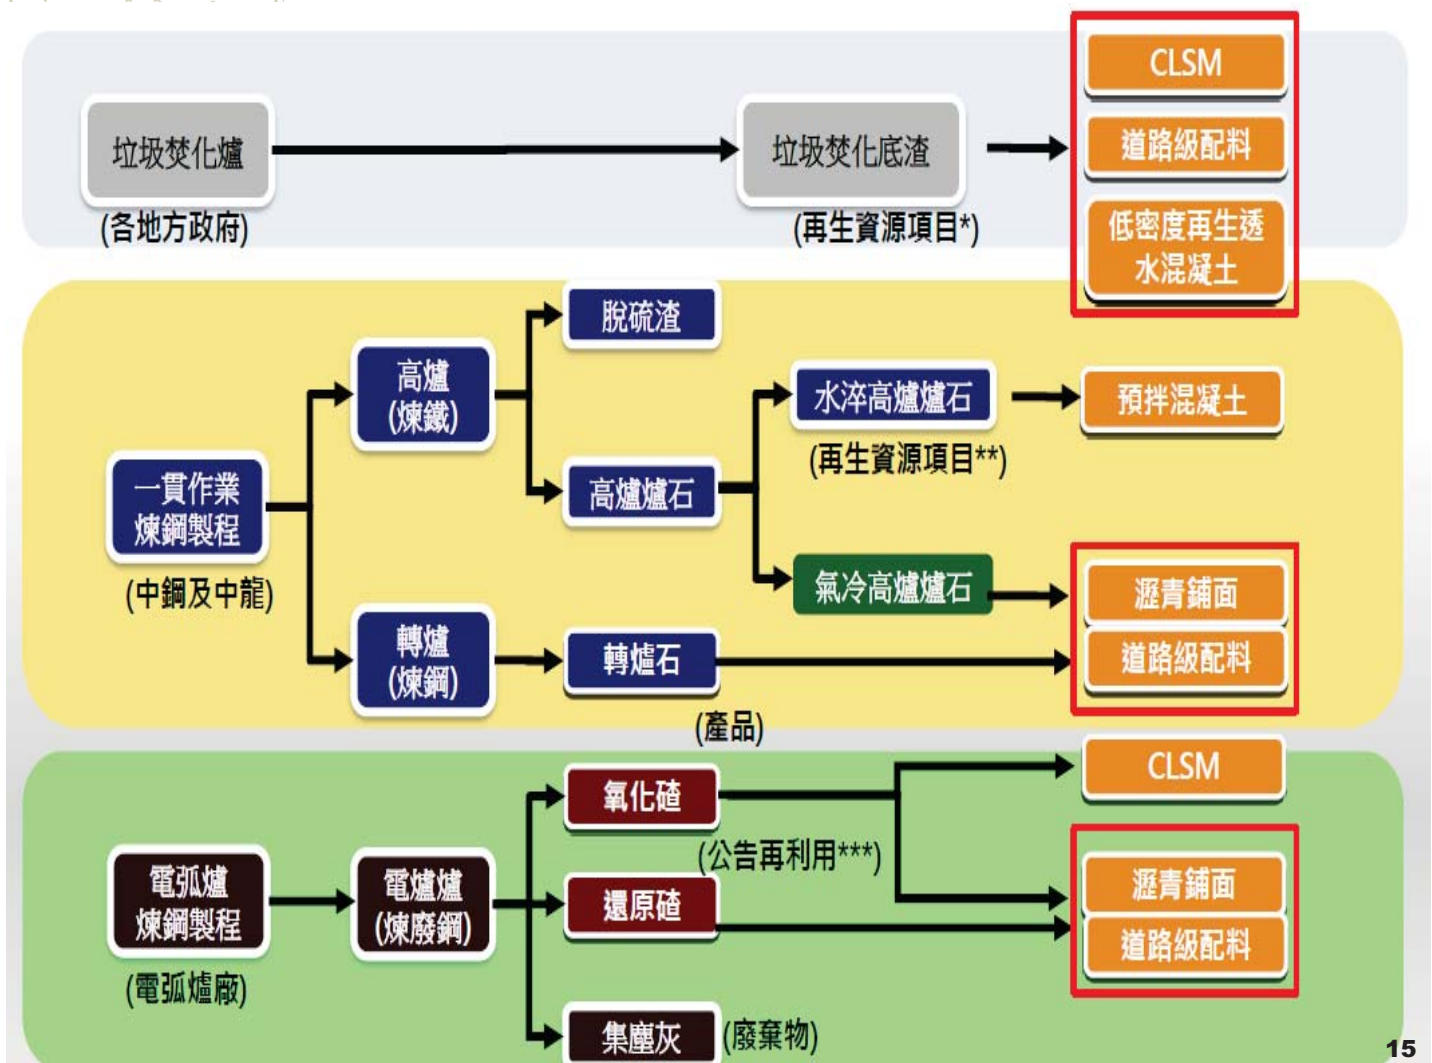 CLSM
垃圾焚化爐
(各地方政府)
垃圾焚化底渣
(再生資源項目*)
道路級配料
低密度再生透
水混凝土
一貫作業
煉鋼製程
(中鋼及中龍)
高爐
(煉鐵)
脫硫渣
高爐爐石
水淬高爐爐石
(再生資源項目**)
預拌混凝土
氣冷高爐爐石
瀝青鋪面
道路級配料
轉爐
(煉鋼)
轉爐石
(產品)
電弧爐
煉鋼製程
(電弧爐廠)
電爐爐
(煉廢鋼)
氧化碴
(公告再利用***)
CLSM
還原碴
瀝青鋪面
道路級配料
集塵灰
(廢棄物)
15